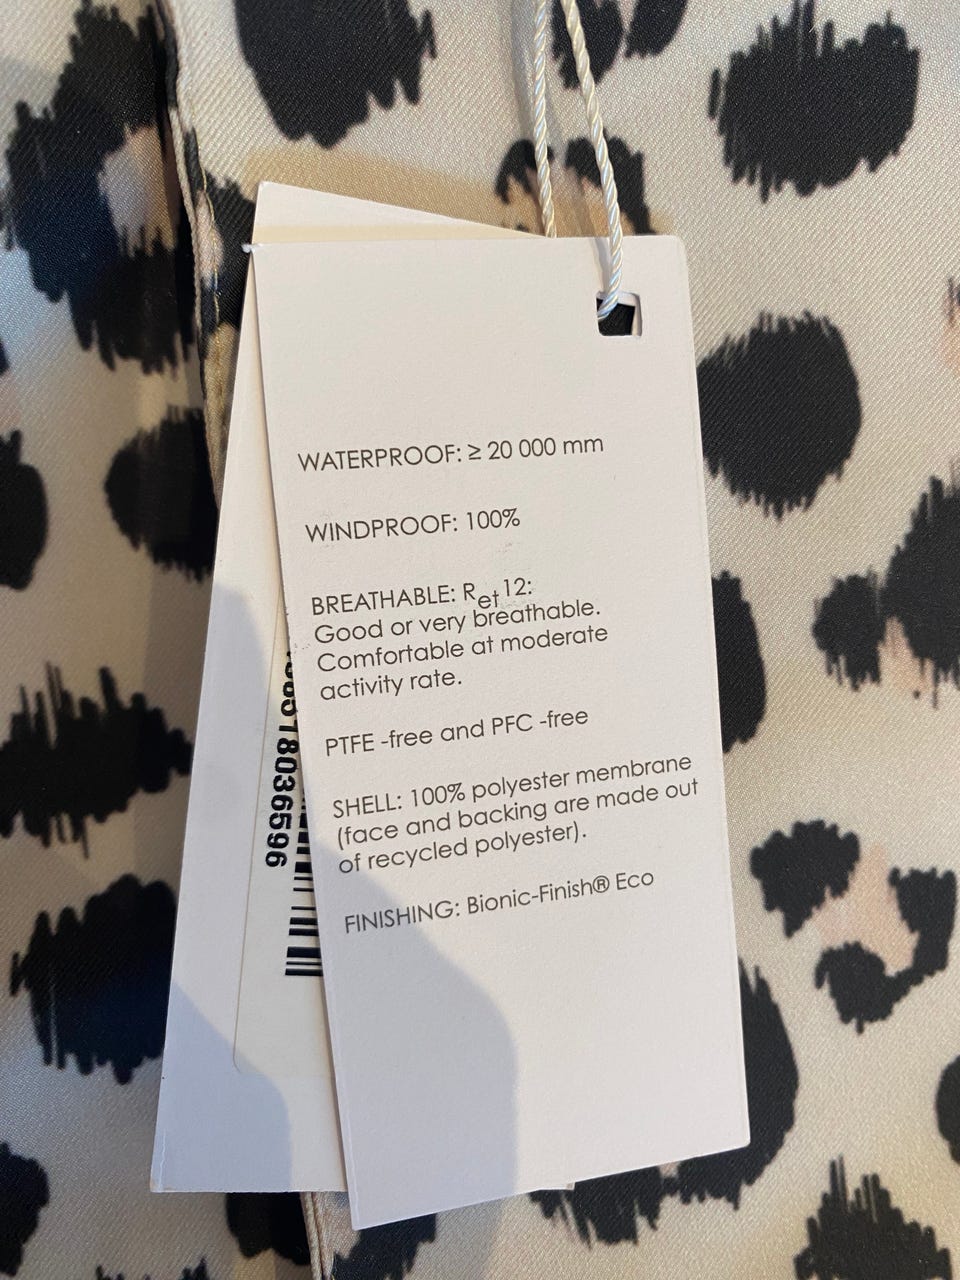 WATERPROOF: ≥ 20 000 mm
WINDPROOF: 100%
BREATHABLE: Ret 12:
Good or very breathable.
Comfortable at moderate
activity rate.
PTFE -free and PFC -free
SHELL: 100% polyester membrane
(face and backing are made out
of recycled polyester).
FINISHING: Bionic-Finish® Eco
8036596